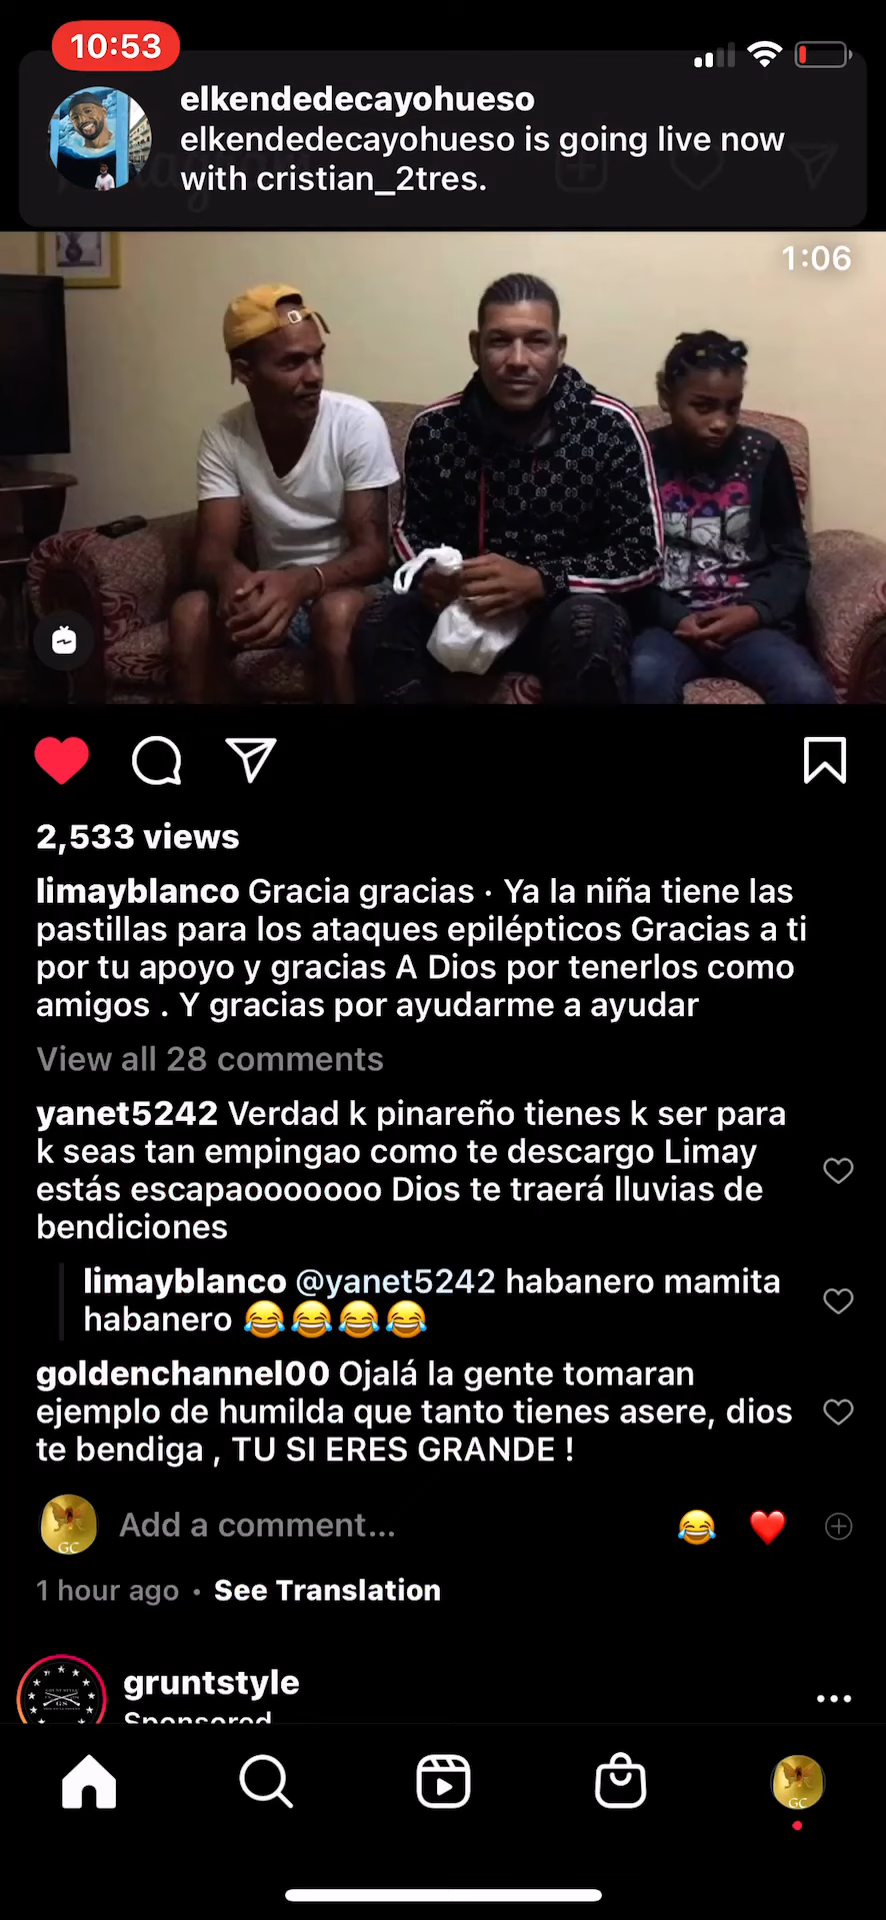 10:53
elkendedecayohueso
elkendedecayohueso is going live now
with cristian_2tres.
1:06
2,533 views
limayblanco Gracia gracias · Ya la niña tiene las
pastillas para los ataques epilépticos Gracias a ti
por tu apoyo y gracias A Dios por tenerlos como
amigos . Y gracias por ayudarme a ayudar
View all 28 comments
yanet5242 Verdad k pinareño tienes k ser para
k seas tan empingao como te descargo Limay
estás escapaooooooo Dios te traerá lluvias de
bendiciones
limayblanco @yanet5242 habanero mamita
habanero 😂😂😂😂
goldenchannel00 Ojalá la gente tomaran
ejemplo de humilda que tanto tienes asere, dios
te bendiga , TU SI ERES GRANDE !
GC
Add a comment...
1 hour ago · See Translation
gruntstyle
Sponsored
GC